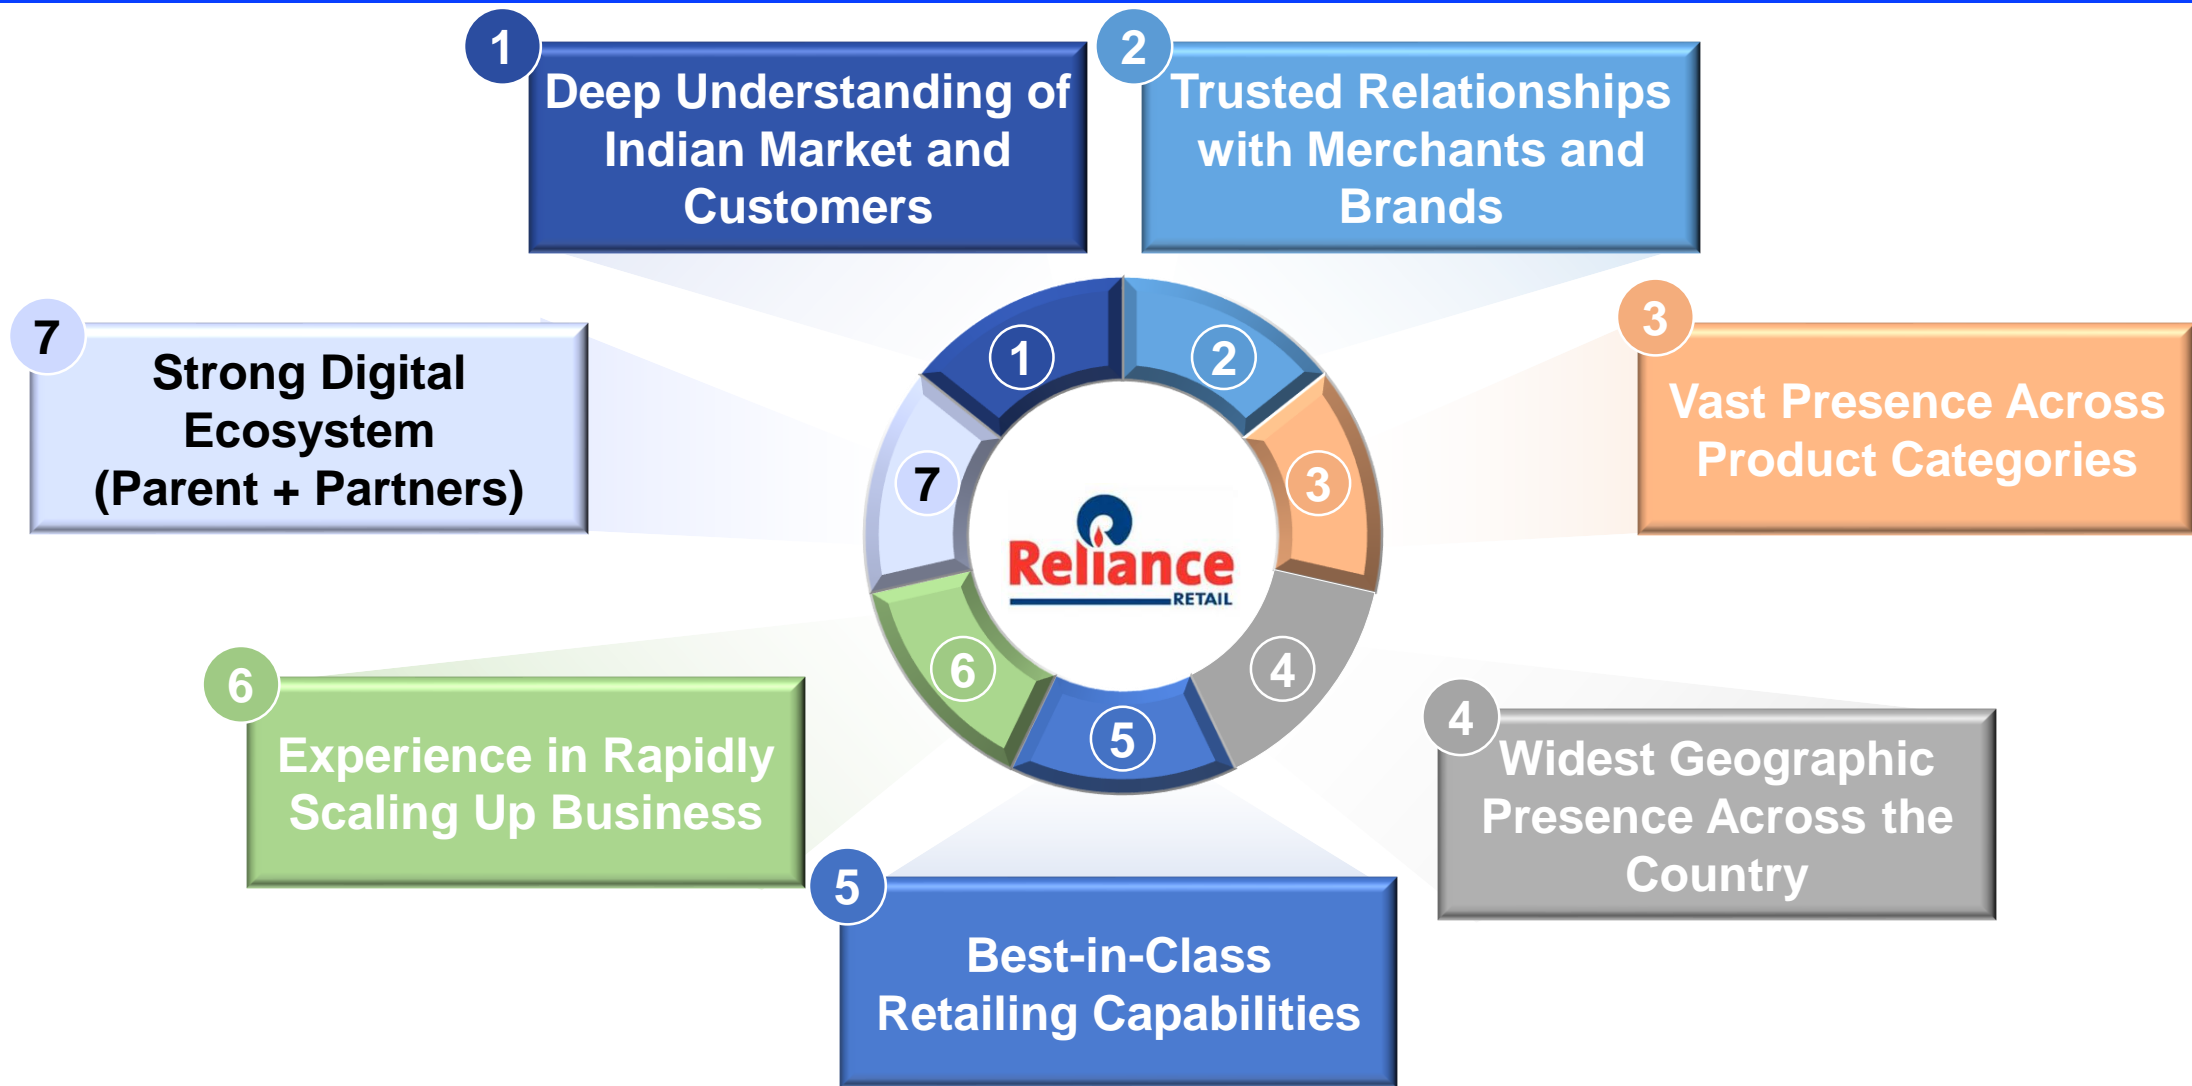 1
Deep Understanding of
Indian Market and
Customers
2
Trusted Relationships
with Merchants and
Brands
3
Vast Presence Across
Product Categories
4
Widest Geographic
Presence Across the
Country
5
Best-in-Class
Retailing Capabilities
6
Experience in Rapidly
Scaling Up Business
7
Strong Digital
Ecosystem
(Parent + Partners)
1
2
3
4
5
6
7
Reliance
RETAIL